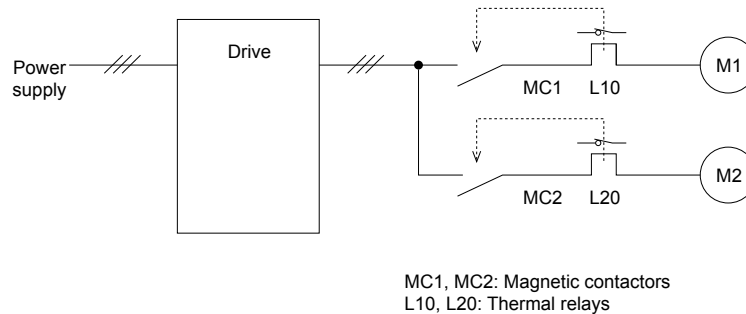 Power
supply
Drive
MC1
L10
M1
MC2
L20
M2
MC1, MC2: Magnetic contactors
L10, L20: Thermal relays